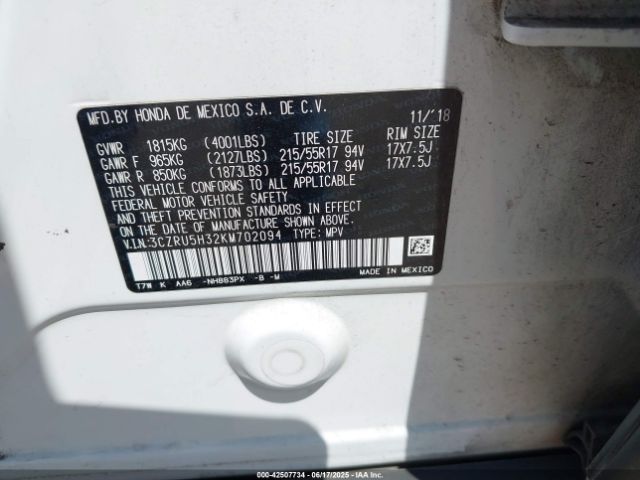 MFD.BY HONDA DE MEXICO S.A. DE C.V. 11/'18
GVWR 1815KG (4001LBS) TIRE SIZE RIM SIZE
GAWR F 965KG (2127LBS) 215/55R17 94V 17X7.5J
GAWR R 850KG (1873LBS) 215/55R17 94V 17X7.5J
THIS VEHICLE CONFORMS TO ALL APPLICABLE
FEDERAL MOTOR VEHICLE SAFETY
STANDARDS AND BUMPER STANDARDS IN EFFECT
ON THE DATE OF MANUFACTURE SHOWN ABOVE.
V.I.N:3CZRU5H32KM702094 TYPE: MPV
T7W K AA6 -NH883PX -B -M MADE IN MEXICO
000-42507734 - 06/17/2025 - IAA Inc.